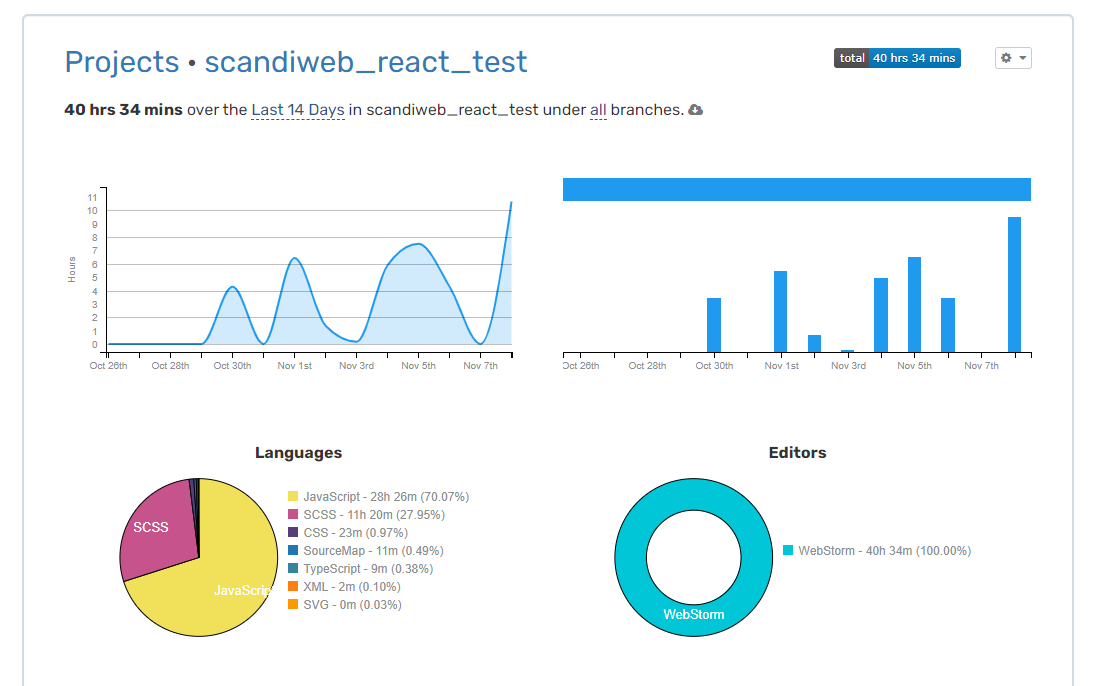 Projects • scandiweb_react_test
total 40 hrs 34 mins
40 hrs 34 mins over the Last 14 Days in scandiweb_react_test under all branches.
Hours
11
10
9
8
7
6
5
4
3
2
1
0
Oct 26th Oct 28th Oct 30th Nov 1st Nov 3rd Nov 5th Nov 7th
Oct 26th Oct 28th Oct 30th Nov 1st Nov 3rd Nov 5th Nov 7th
Languages
SCSS
JavaScrip
JavaScript - 28h 26m (70.07%)
SCSS - 11h 20m (27.95%)
CSS - 23m (0.97%)
SourceMap - 11m (0.49%)
TypeScript - 9m (0.38%)
XML - 2m (0.10%)
SVG - 0m (0.03%)
Editors
WebStorm
WebStorm - 40h 34m (100.00%)